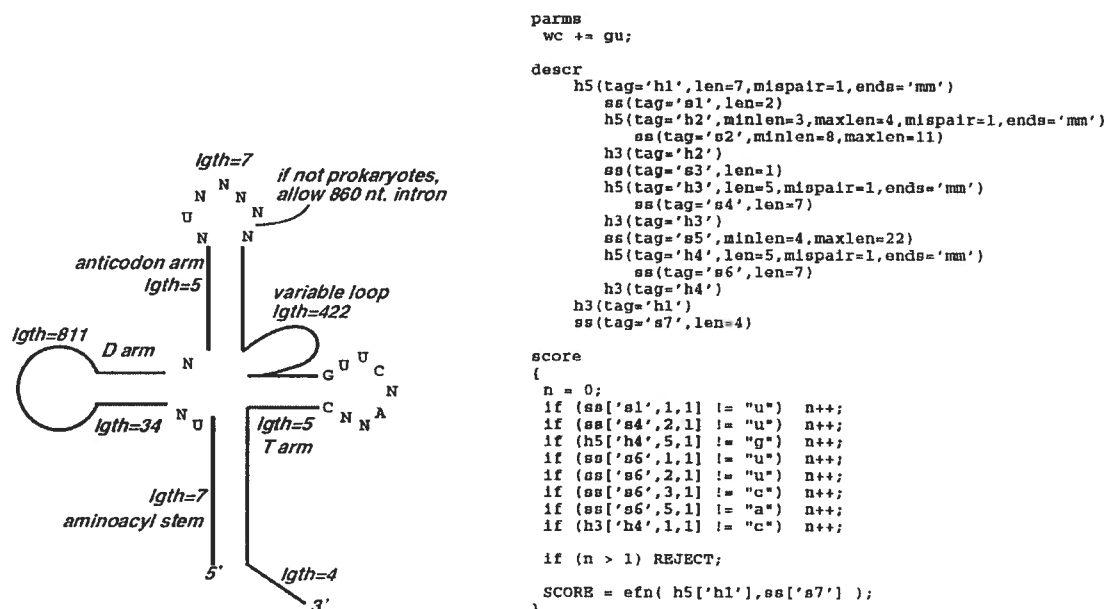 lgth=7
if not prokaryotes,
allow 860 nt. intron
N U N N N N N
anticodon arm
lgth=5
variable loop
lgth=422
lgth=811
D arm
N
G U U C N A N N C
U N
lgth=34
lgth=5
T arm
lgth=7
aminoacyl stem
5'
lgth=4
3'
parms
wc += gu;
descr
h5(tag='h1',len=7,mispair=1,ends='mm')
ss(tag='s1',len=2)
h5(tag='h2',minlen=3,maxlen=4,mispair=1,ends='mm')
ss(tag='s2',minlen=8,maxlen=11)
h3(tag='h2')
ss(tag='s3',len=1)
h5(tag='h3',len=5,mispair=1,ends='mm')
ss(tag='s4',len=7)
h3(tag='h3')
ss(tag='s5',minlen=4,maxlen=22)
h5(tag='h4',len=5,mispair=1,ends='mm')
ss(tag='s6',len=7)
h3(tag='h4')
h3(tag='h1')
ss(tag='s7',len=4)
score
{
n = 0;
if (ss['s1',1,1] != "u") n++;
if (ss['s4',2,1] != "u") n++;
if (h5['h4',5,1] != "g") n++;
if (ss['s6',1,1] != "u") n++;
if (ss['s6',2,1] != "u") n++;
if (ss['s6',3,1] != "c") n++;
if (ss['s6',5,1] != "a") n++;
if (h3['h4',1,1] != "c") n++;
if (n > 1) REJECT;
SCORE = efn( h5['h1'],ss['s7'] );
}